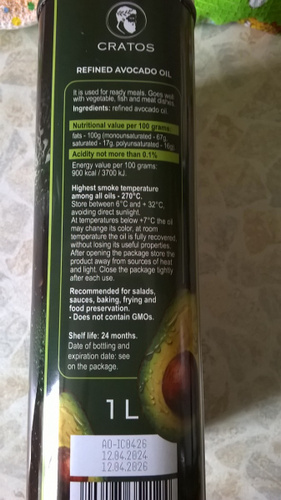 CRATOS
REFINED AVOCADO OIL
It is used for ready meals. Goes well
with vegetable, fish and meat dishes.
Ingredients: refined avocado oil
Nutritional value per 100 grams:
fats - 100g (monounsaturated - 67g,
saturated - 17g, polyunsaturated - 16g)
Acidity not more than 0.1%
Energy value per 100 grams:
900 kcal / 3700 kJ.
Highest smoke temperature
among all oils - 270°C.
Store between 6°C and + 32°C,
avoiding direct sunlight.
At temperatures below +7°C the oil
may change its color, at room
temperature the oil is fully recovered
without losing its useful properties.
After opening the package store the
product away from sources of heat
and light. Close the package tightly
after each use.
Recommended for salads,
sauces, baking, frying and
food preservation.
- Does not contain GMOs.
Shelf life: 24 months.
Date of bottling and
expiration date: see
on the package.
1 L
AO-IC0426
12.04.2024
12.04.2026